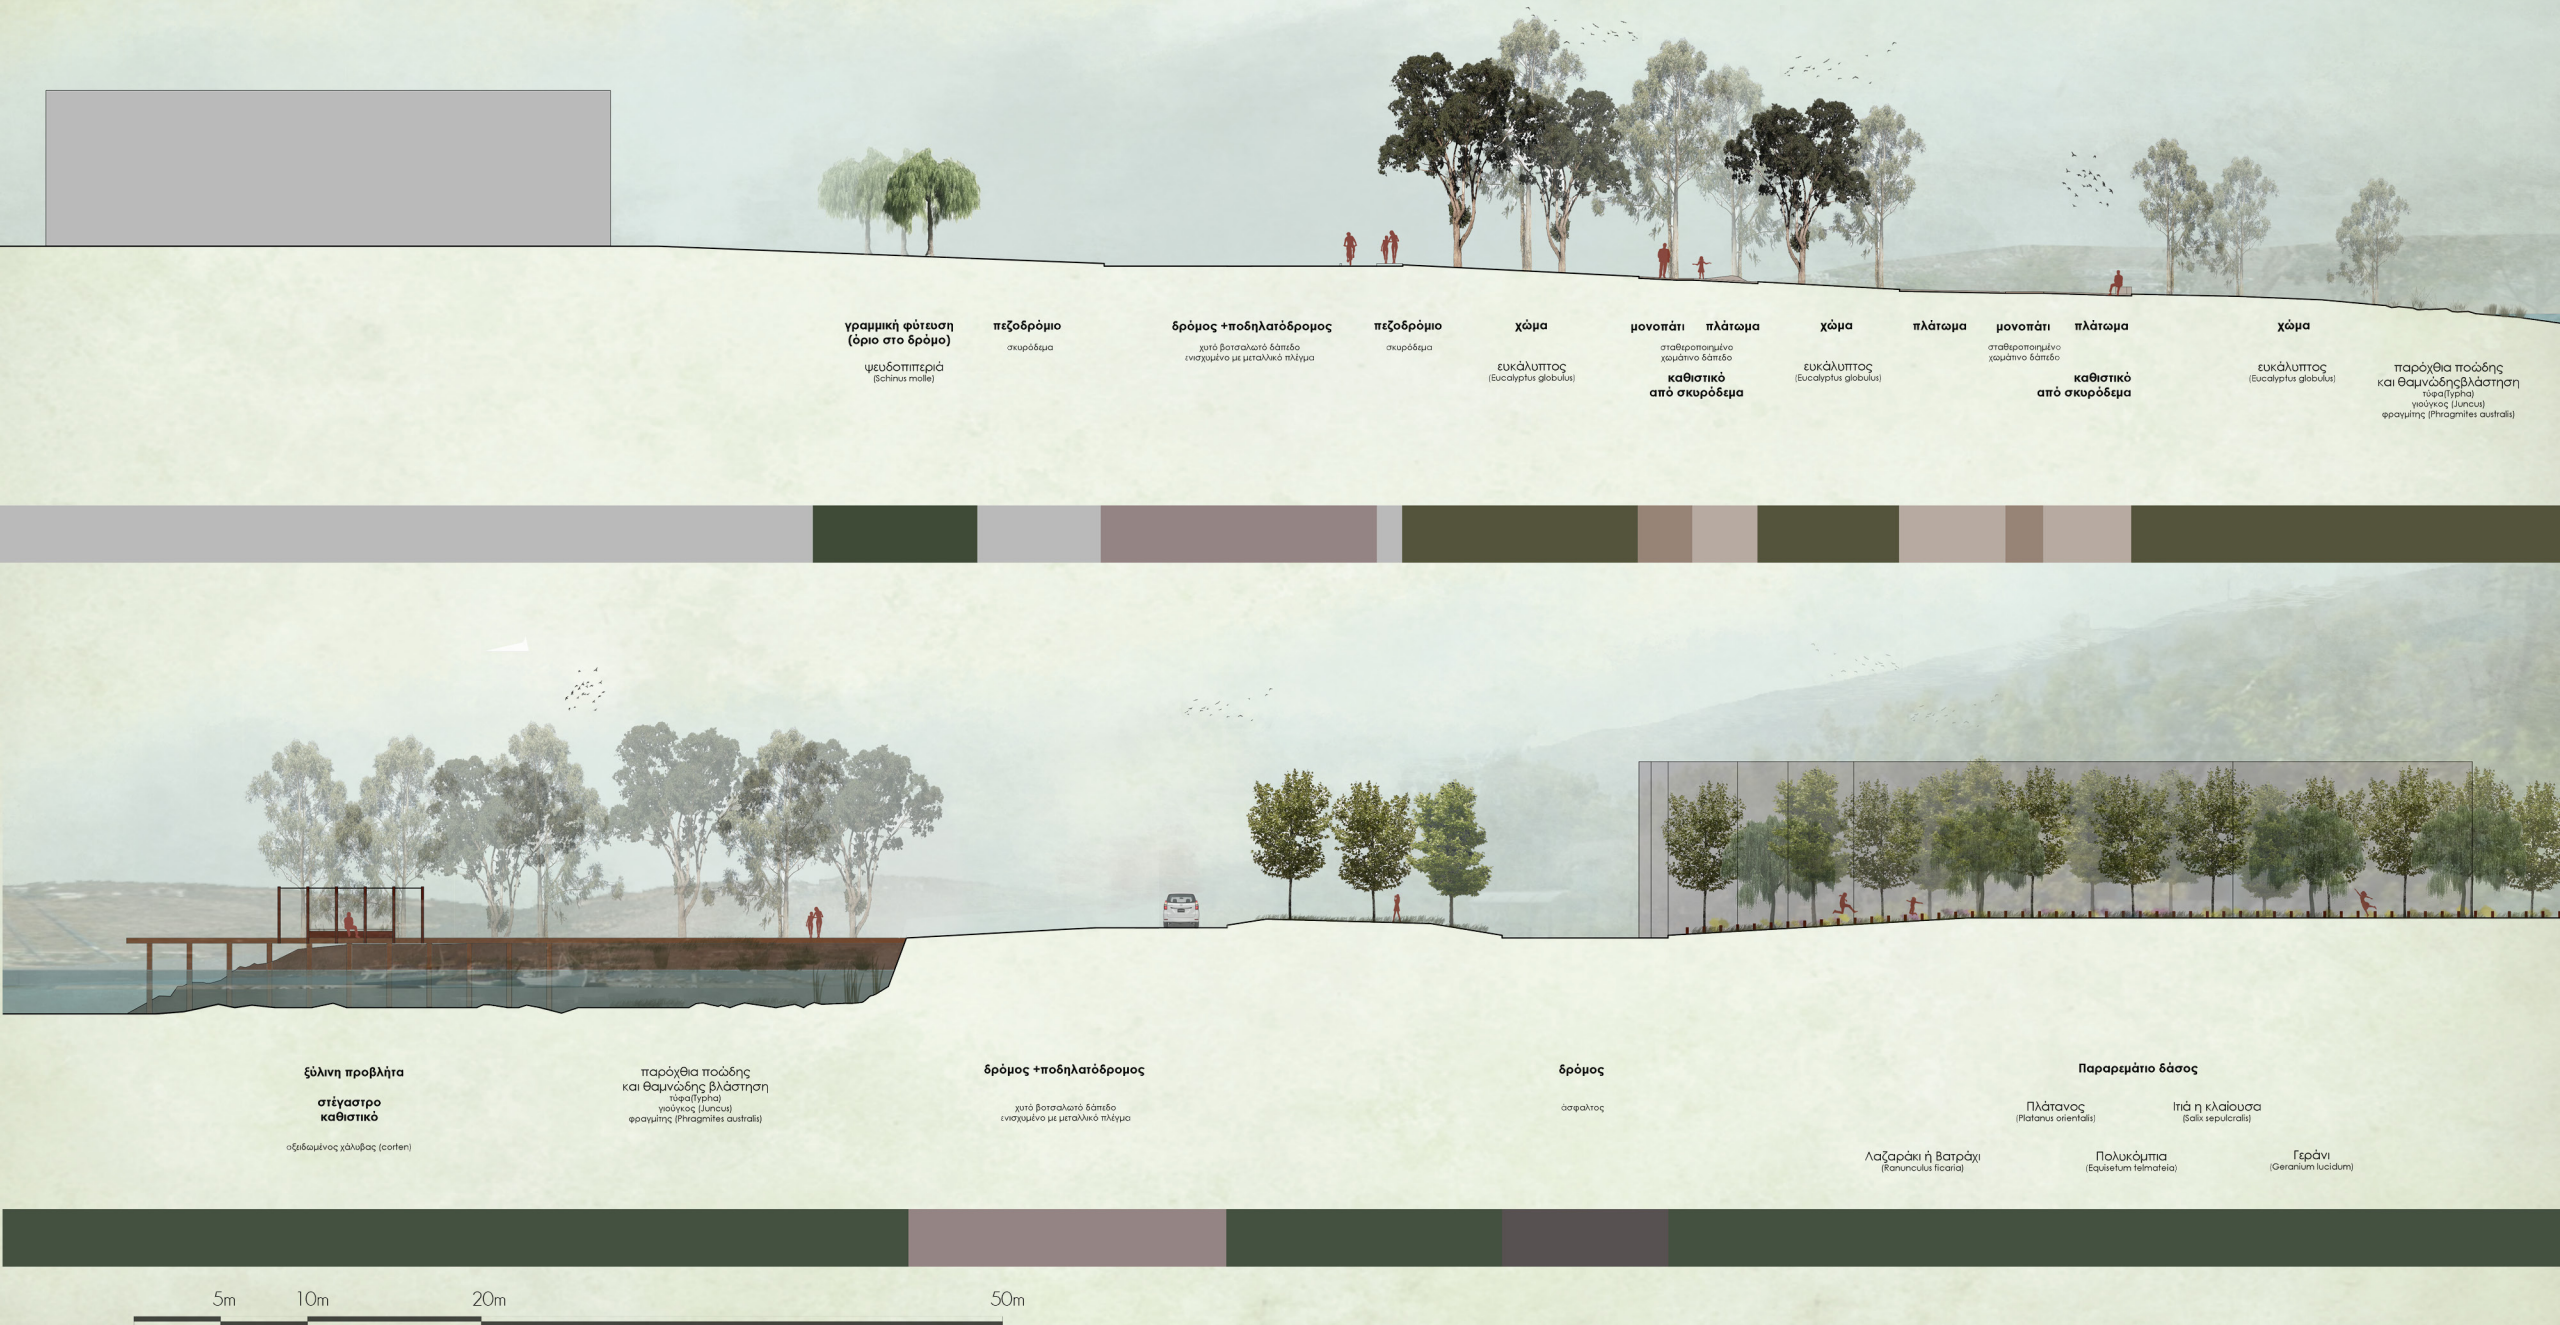 γραμμική φύτευση
(όριο στο δρόμο)
ψευδοπιπεριά
(Schinus molle)
πεζοδρόμιο
σκυρόδεμα
δρόμος +ποδηλατόδρομος
χυτό βοτσαλωτό δάπεδο
ενισχυμένο με μεταλλικό πλέγμα
πεζοδρόμιο
σκυρόδεμα
χώμα
ευκάλυπτος
(Eucalyptus globulus)
μονοπάτι πλάτωμα
σταθεροποιημένο
χωμάτινο δάπεδο
καθιστικό
από σκυρόδεμα
χώμα
ευκάλυπτος
(Eucalyptus globulus)
πλάτωμα μονοπάτι πλάτωμα
σταθεροποιημένο
χωμάτινο δάπεδο
καθιστικό
από σκυρόδεμα
χώμα
ευκάλυπτος
(Eucalyptus globulus)
παρόχθια ποώδης
και θαμνώδηςβλάστηση
τύφα(Typha)
γιούγκος (Juncus)
φραγμίτης (Phragmites australis)
ξύλινη προβλήτα
στέγαστρο
καθιστικό
οξειδωμένος χάλυβας (corten)
παρόχθια ποώδης
και θαμνώδης βλάστηση
τύφα(Typha)
γιούγκος (Juncus)
φραγμίτης (Phragmites australis)
δρόμος +ποδηλατόδρομος
χυτό βοτσαλωτό δάπεδο
ενισχυμένο με μεταλλικό πλέγμα
δρόμος
άσφαλτος
Παραρεμάτιο δάσος
Πλάτανος
(Platanus orientalis)
Ιτιά η κλαίουσα
(Salix sepulcralis)
Λαζαράκι ή Βατράχι
(Ranunculus ficaria)
Πολυκόμπια
(Equisetum telmateia)
Γεράνι
(Geranium lucidum)
5m 10m 20m 50m